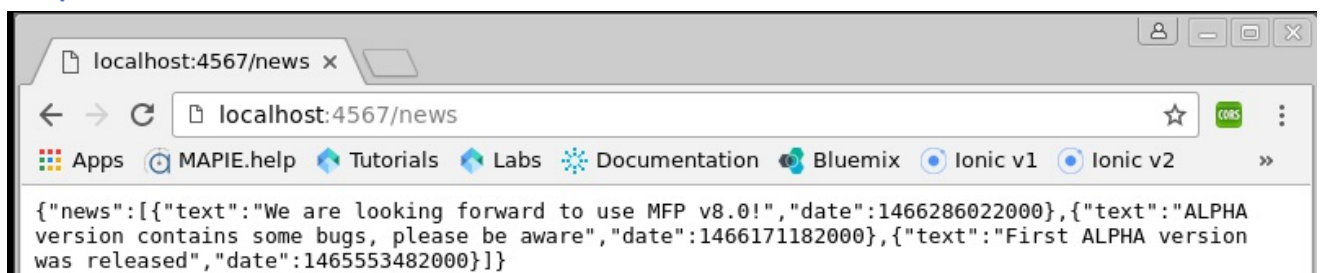 localhost:4567/news
localhost:4567/news
CORS
Apps MAPIE.help Tutorials Labs Documentation Bluemix Ionic v1 Ionic v2 »
{"news":[{"text":"We are looking forward to use MFP v8.0!","date":1466286022000},{"text":"ALPHA
version contains some bugs, please be aware","date":1466171182000},{"text":"First ALPHA version
was released","date":1465553482000}]}